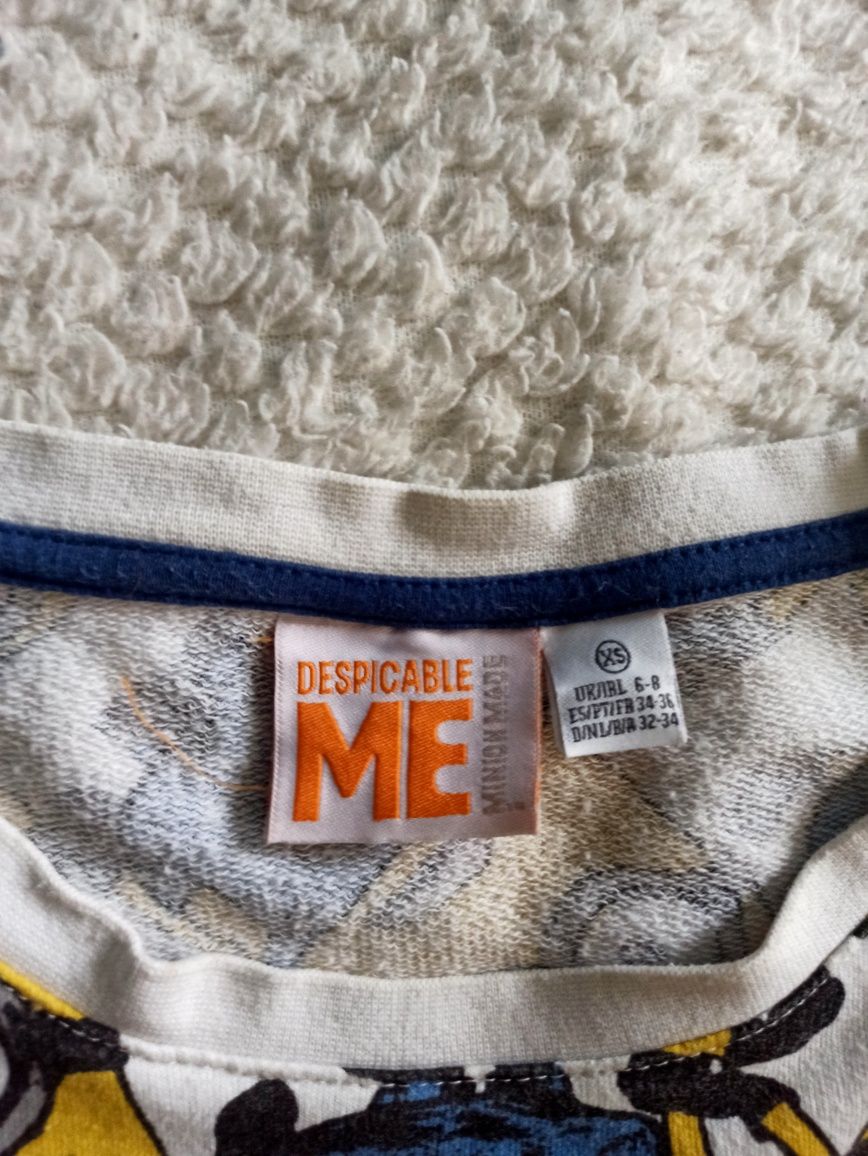 DESPICABLE
ME
MINION MADE
XS
UK/IRL 6-8
ES/PT/FR 34-36
D/NL/B/A 32-34